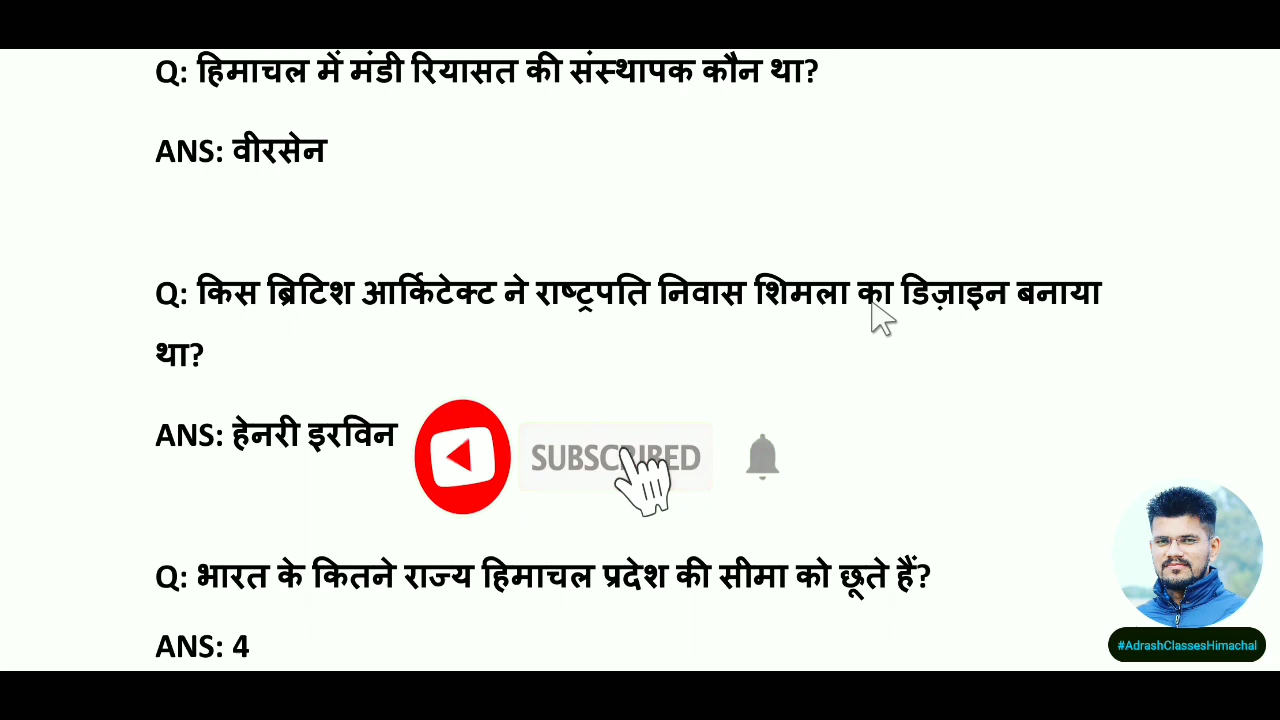 Q: हिमाचल में मंडी रियासत की संस्थापक कौन था?
ANS: वीरसेन
Q: किस ब्रिटिश आर्किटेक्ट ने राष्ट्रपति निवास शिमला का डिज़ाइन बनाया
था?
ANS: हेनरी इरविन
SUBSCRIBED
Q: भारत के कितने राज्य हिमाचल प्रदेश की सीमा को छूते हैं?
ANS: 4
#AdrashClassesHimachal